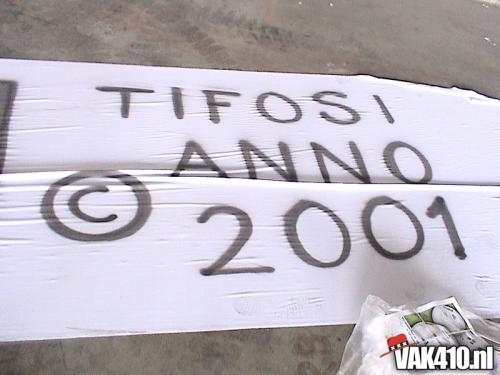 TIFOSI
ANNO
© 2001
VAK410.nl